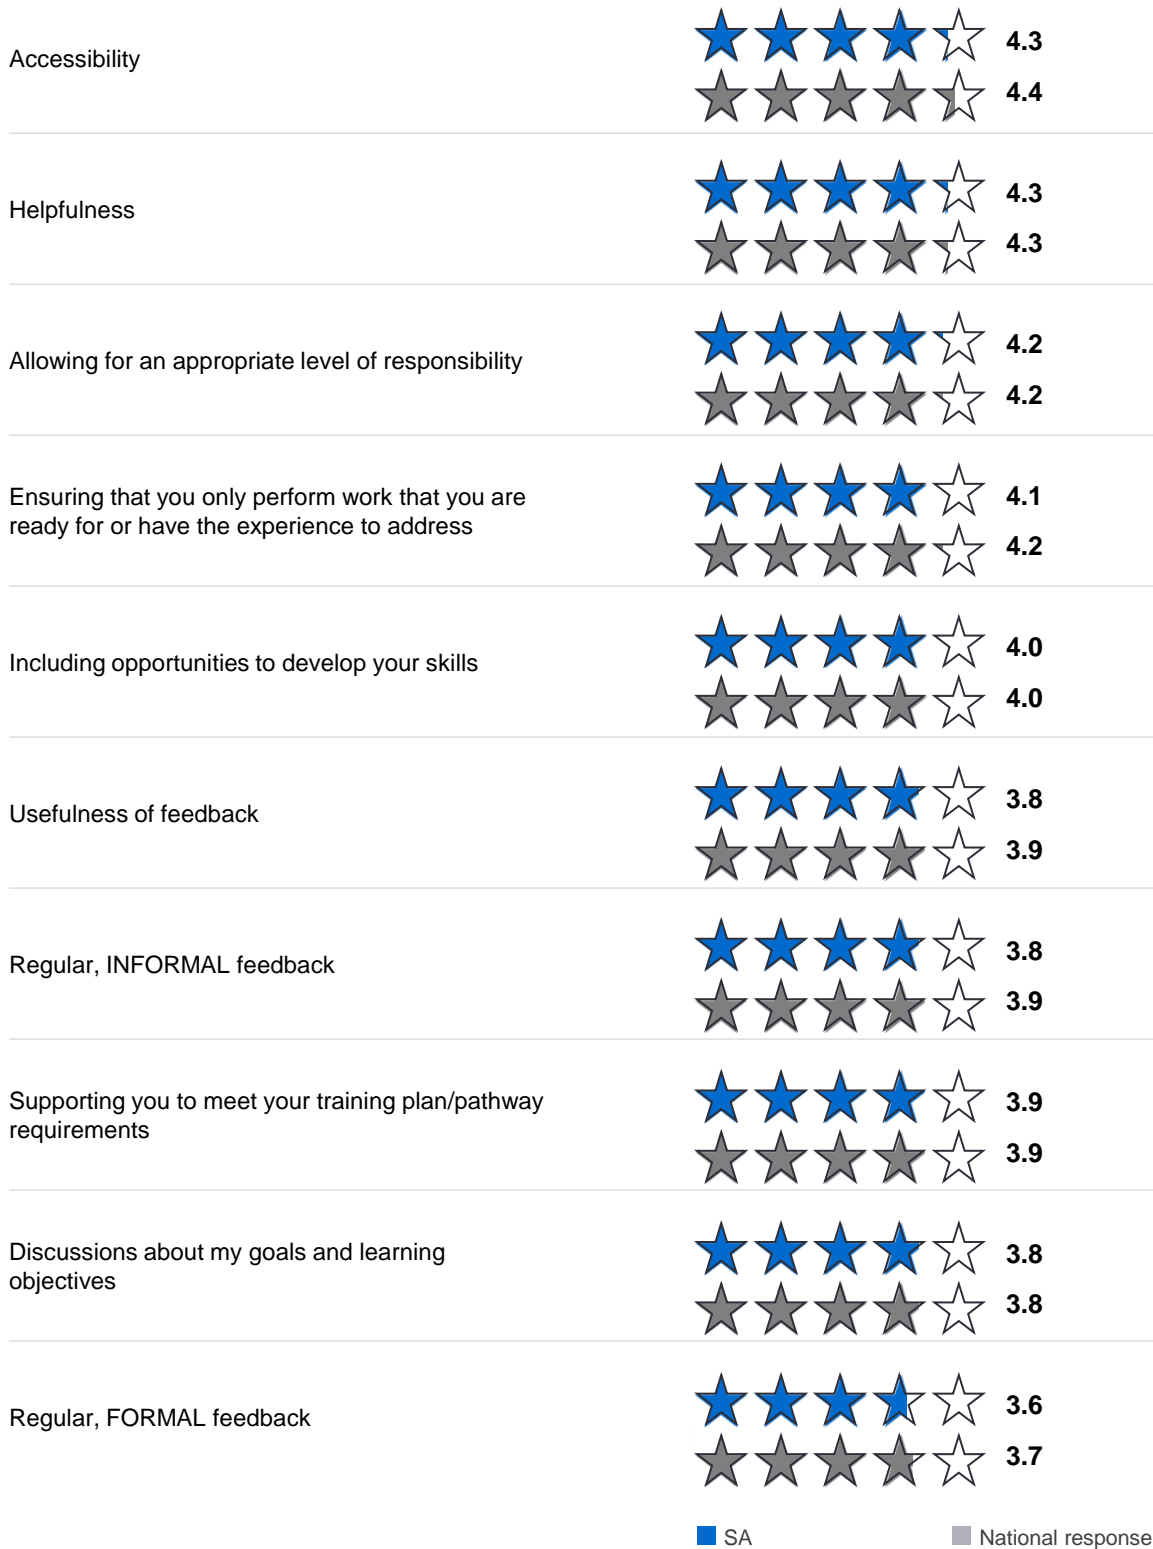 Accessibility
4.3
4.4
Helpfulness
4.3
4.3
Allowing for an appropriate level of responsibility
4.2
4.2
Ensuring that you only perform work that you are
ready for or have the experience to address
4.1
4.2
Including opportunities to develop your skills
4.0
4.0
Usefulness of feedback
3.8
3.9
Regular, INFORMAL feedback
3.8
3.9
Supporting you to meet your training plan/pathway
requirements
3.9
3.9
Discussions about my goals and learning
objectives
3.8
3.8
Regular, FORMAL feedback
3.6
3.7
SA
National response